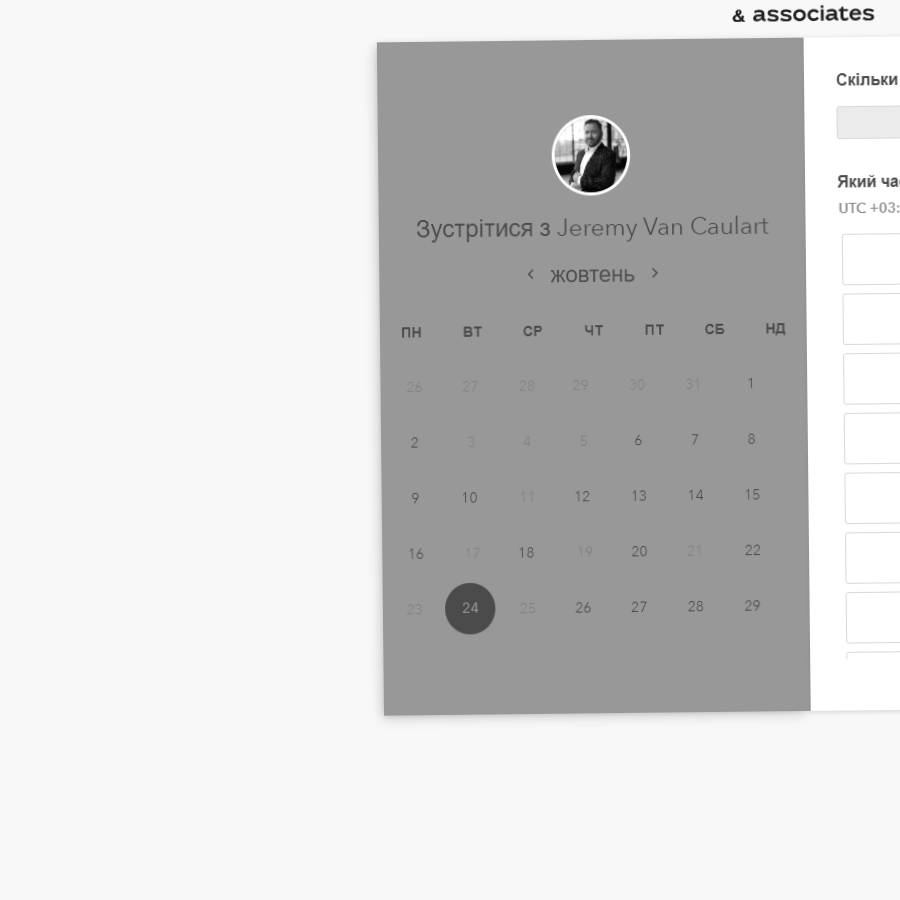 & associates
Зустрітися з Jeremy Van Caulart
‹ жовтень ›
ПН ВТ СР ЧТ ПТ СБ НД
26 27 28 29 30 31 1
2 3 4 5 6 7 8
9 10 11 12 13 14 15
16 17 18 19 20 21 22
23 24 25 26 27 28 29
Скільки
Який ча
UTC +03: